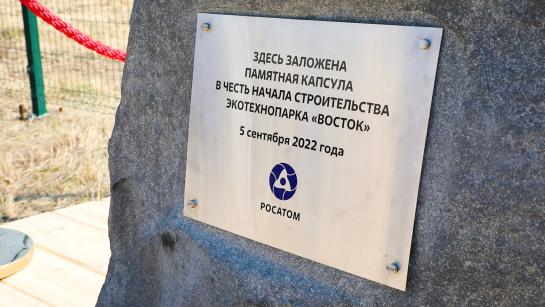 ЗДЕСЬ ЗАЛОЖЕНА
ПАМЯТНАЯ КАПСУЛА
В ЧЕСТЬ НАЧАЛА СТРОИТЕЛЬСТВА
ЭКОТЕХНОПАРКА «ВОСТОК»
5 сентября 2022 года
РОСАТОМ